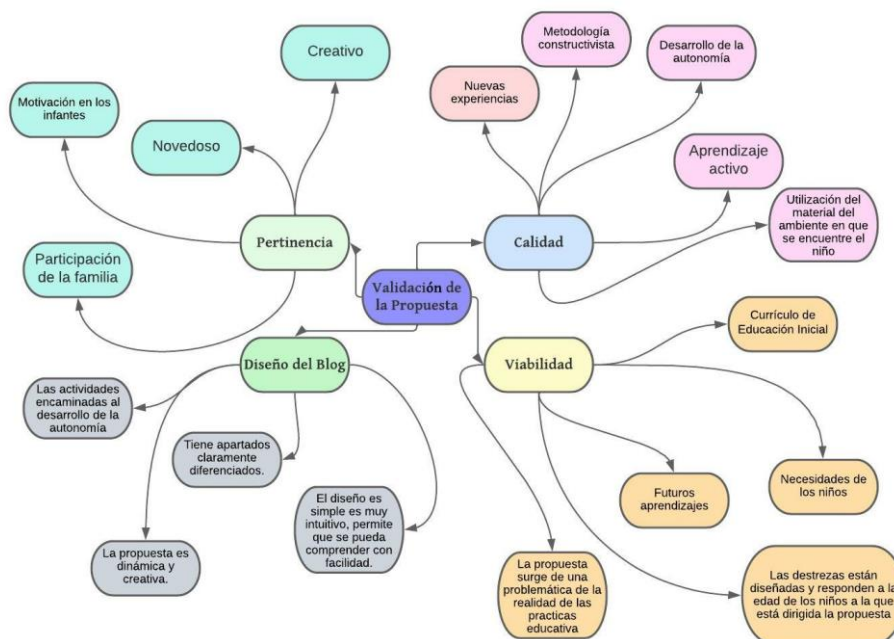 Creativo
Motivación en los
infantes
Novedoso
Participación
de la familia
Pertinencia
Metodología
constructivista
Desarrollo de la
autonomía
Nuevas
experiencias
Aprendizaje
activo
Utilización del
material del
ambiente en que
se encuentre el
niño
Calidad
Validación de
la Propuesta
Diseño del Blog
Las actividades
encaminadas al
desarrollo de la
autonomía
Tiene apartados
claramente
diferenciados.
El diseño es
simple es muy
intuitivo, permite
que se pueda
comprender con
facilidad.
La propuesta es
dinámica y
creativa.
Viabilidad
Currículo de
Educación Inicial
Necesidades de
los niños
Futuros
aprendizajes
La propuesta
surge de una
problemática de la
realidad de las
practicas
educativa
Las destrezas están
diseñadas y responden a la
edad de los niños a la que
está dirigida la propuesta